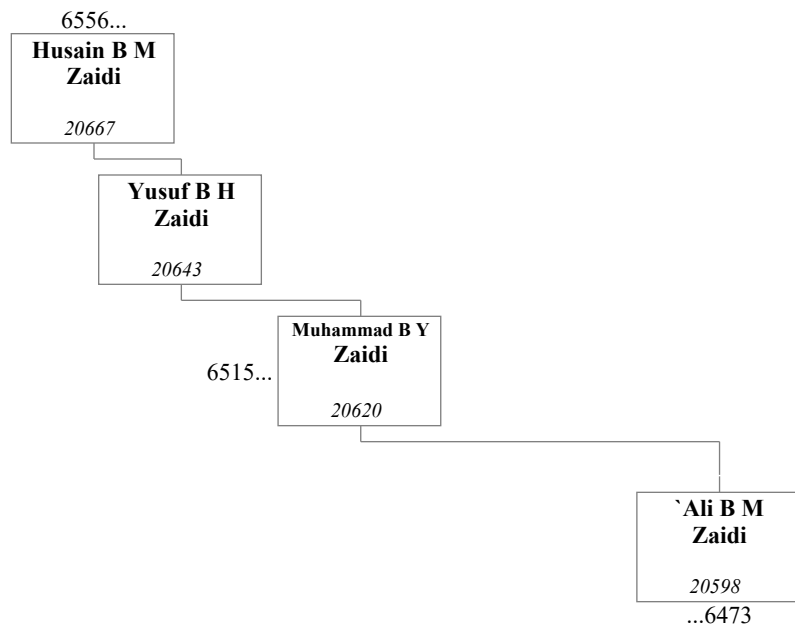 6556...
Husain B M
Zaidi
20667
Yusuf B H
Zaidi
20643
Muhammad B Y
Zaidi
6515...
20620
`Ali B M
Zaidi
20598
...6473